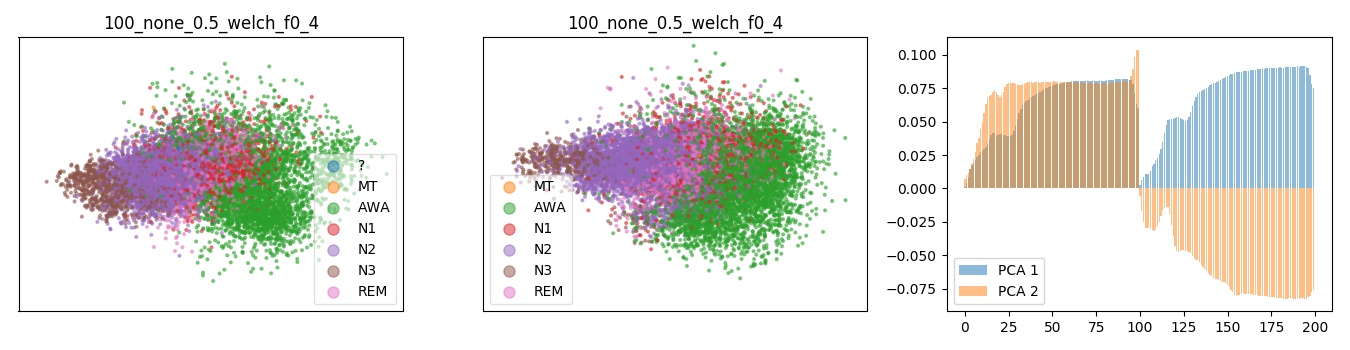 100_none_0.5_welch_f0_4
?
MT
AWA
N1
N2
N3
REM
100_none_0.5_welch_f0_4
MT
AWA
N1
N2
N3
REM
0.100
0.075
0.050
0.025
0.000
−0.025
−0.050
−0.075
PCA 1
PCA 2
0 25 50 75 100 125 150 175 200